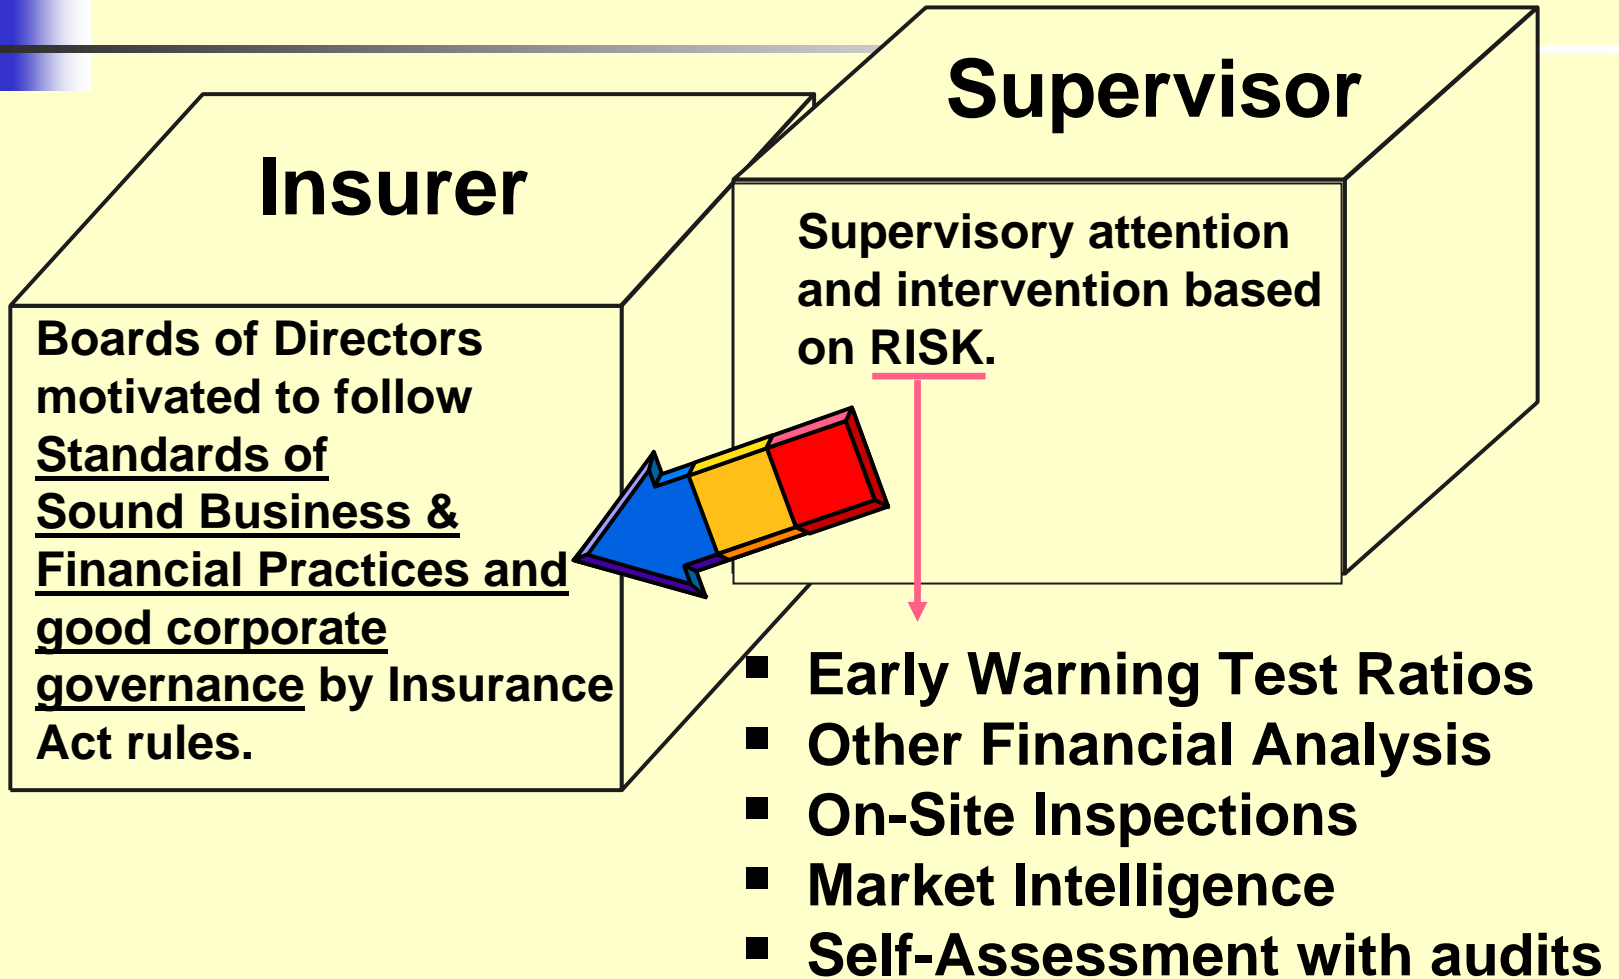 Insurer
Boards of Directors
motivated to follow
Standards of
Sound Business &
Financial Practices and
good corporate
governance by Insurance
Act rules.
Supervisor
Supervisory attention
and intervention based
on RISK.
■ Early Warning Test Ratios
■ Other Financial Analysis
■ On-Site Inspections
■ Market Intelligence
■ Self-Assessment with audits